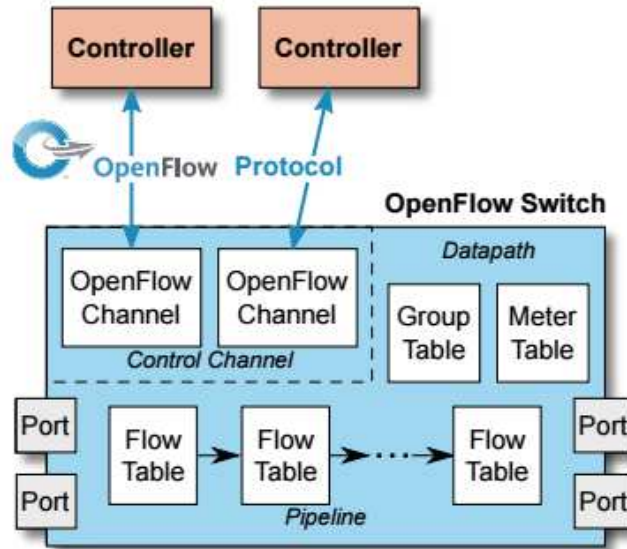 Controller
Controller
OpenFlow
Protocol
OpenFlow Switch
Datapath
OpenFlow
Channel
OpenFlow
Channel
Control Channel
Group
Table
Meter
Table
Port
Port
Flow
Table
Flow
Table
...
Flow
Table
Port
Port
Pipeline